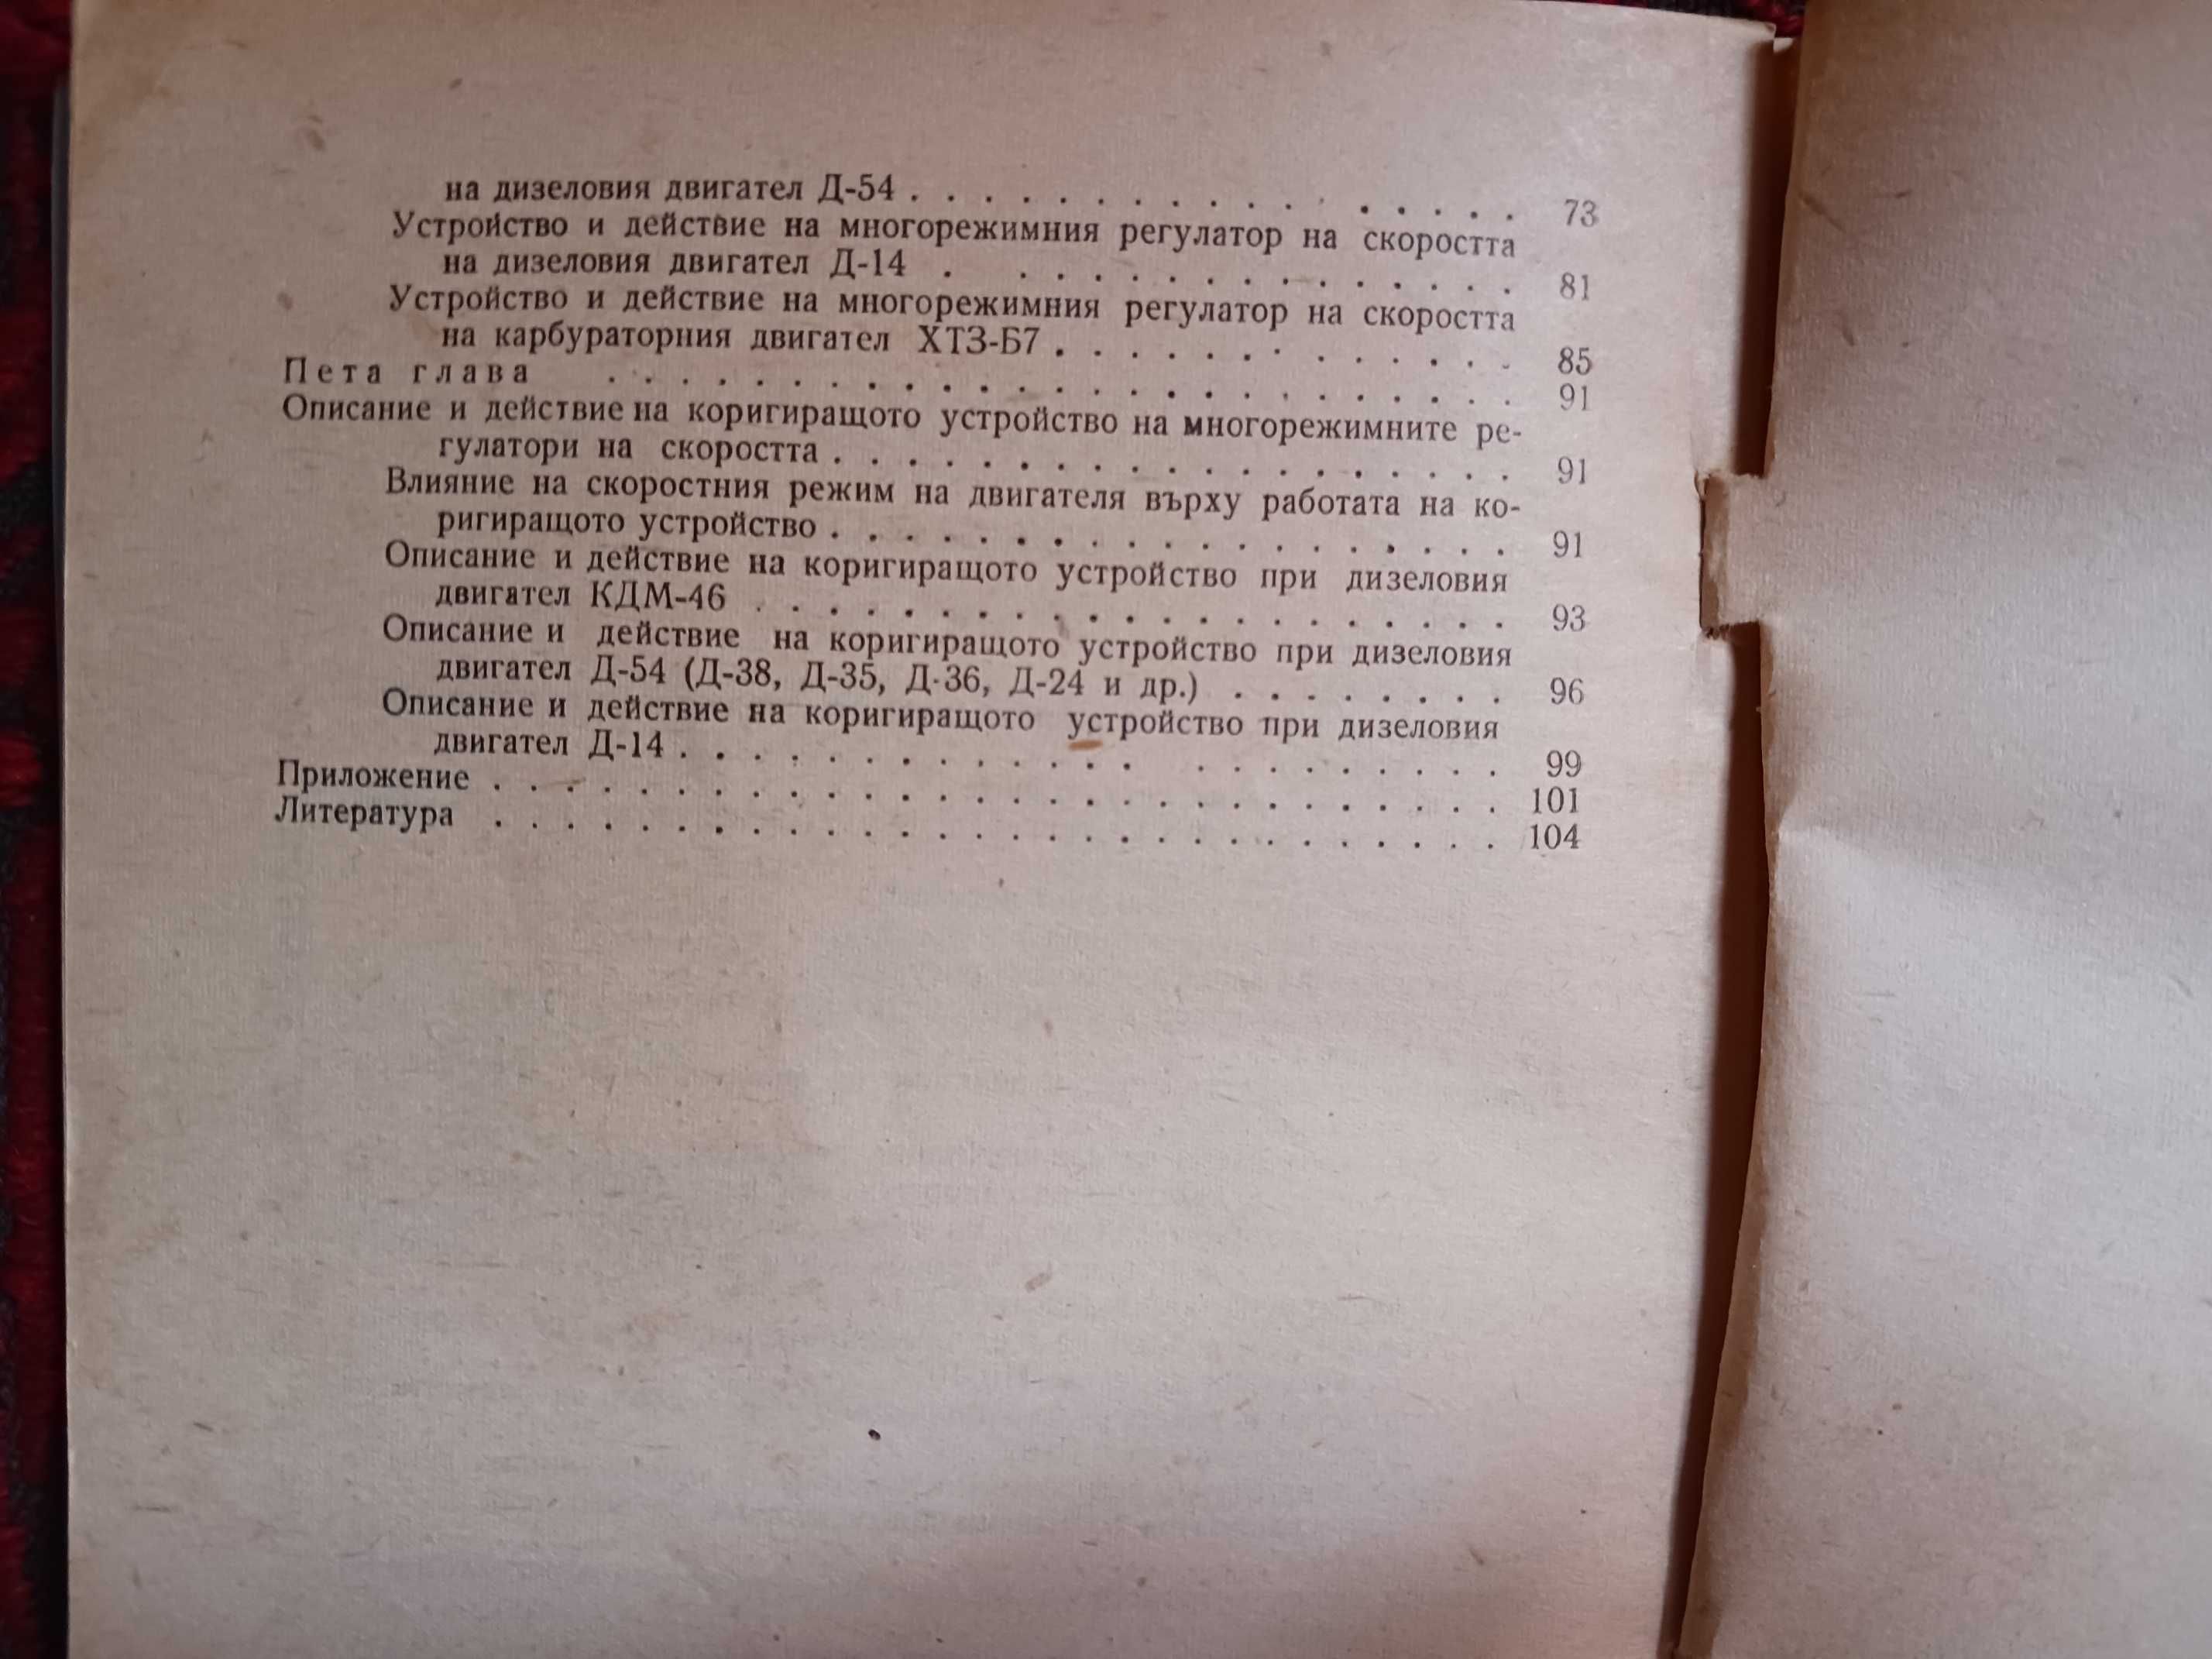 на дизеловия двигател Д-54 . . . . . . . . . . . . . . . . . 73
Устройство и действие на многорежимния регулатор на скоростта
на дизеловия двигател Д-14 . . . . . . . . . . . . . . . 81
Устройство и действие на многорежимния регулатор на скоростта
на карбураторния двигател ХТЗ-Б7 . . . . . . . . . . . . . 85
Пета глава . . . . . . . . . . . . . . . . . . . . . . . . . 91
Описание и действие на коригиращото устройство на многорежимните ре-
гулатори на скоростта . . . . . . . . . . . . . . . . . . . 91
Влияние на скоростния режим на двигателя върху работата на ко-
ригиращото устройство . . . . . . . . . . . . . . . . . . . 91
Описание и действие на коригиращото устройство при дизеловия
двигател КДМ-46 . . . . . . . . . . . . . . . . . . . . . 93
Описание и действие на коригиращото устройство при дизеловия
двигател Д-54 (Д-38, Д-35, Д-36, Д-24 и др.) . . . . . . . . 96
Описание и действие на коригиращото устройство при дизеловия
двигател Д-14 . . . . . . . . . . . . . . . . . . . . . . 99
Приложение . . . . . . . . . . . . . . . . . . . . . . . . . . . . 101
Литература . . . . . . . . . . . . . . . . . . . . . . . . . . . . 104